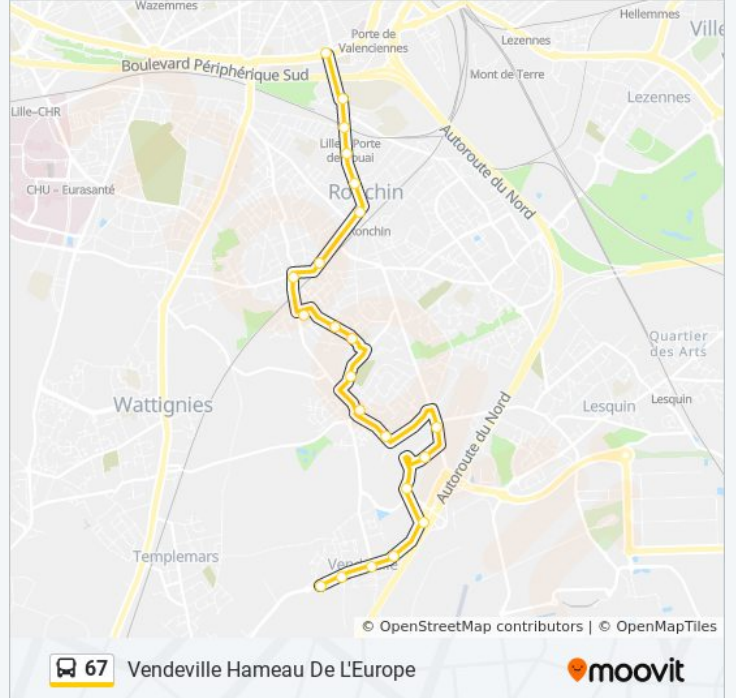 Wazemmes
Hellemmes
Porte de
Valenciennes
Lezennes
Ville
Boulevard Périphérique Sud
Mont de Terre
Lezennes
Lille–CHR
Autoroute du Nord
Lille Porte
de Douai
CHU – Eurasanté
Ronchin
Ronchin
Quartier
des Arts
Wattignies
Lesquin
Lesquin
Autoroute du Nord
Templemars
Vendeville
© OpenStreetMap contributors | © OpenMapTiles
67 Vendeville Hameau De L'Europe
moovit